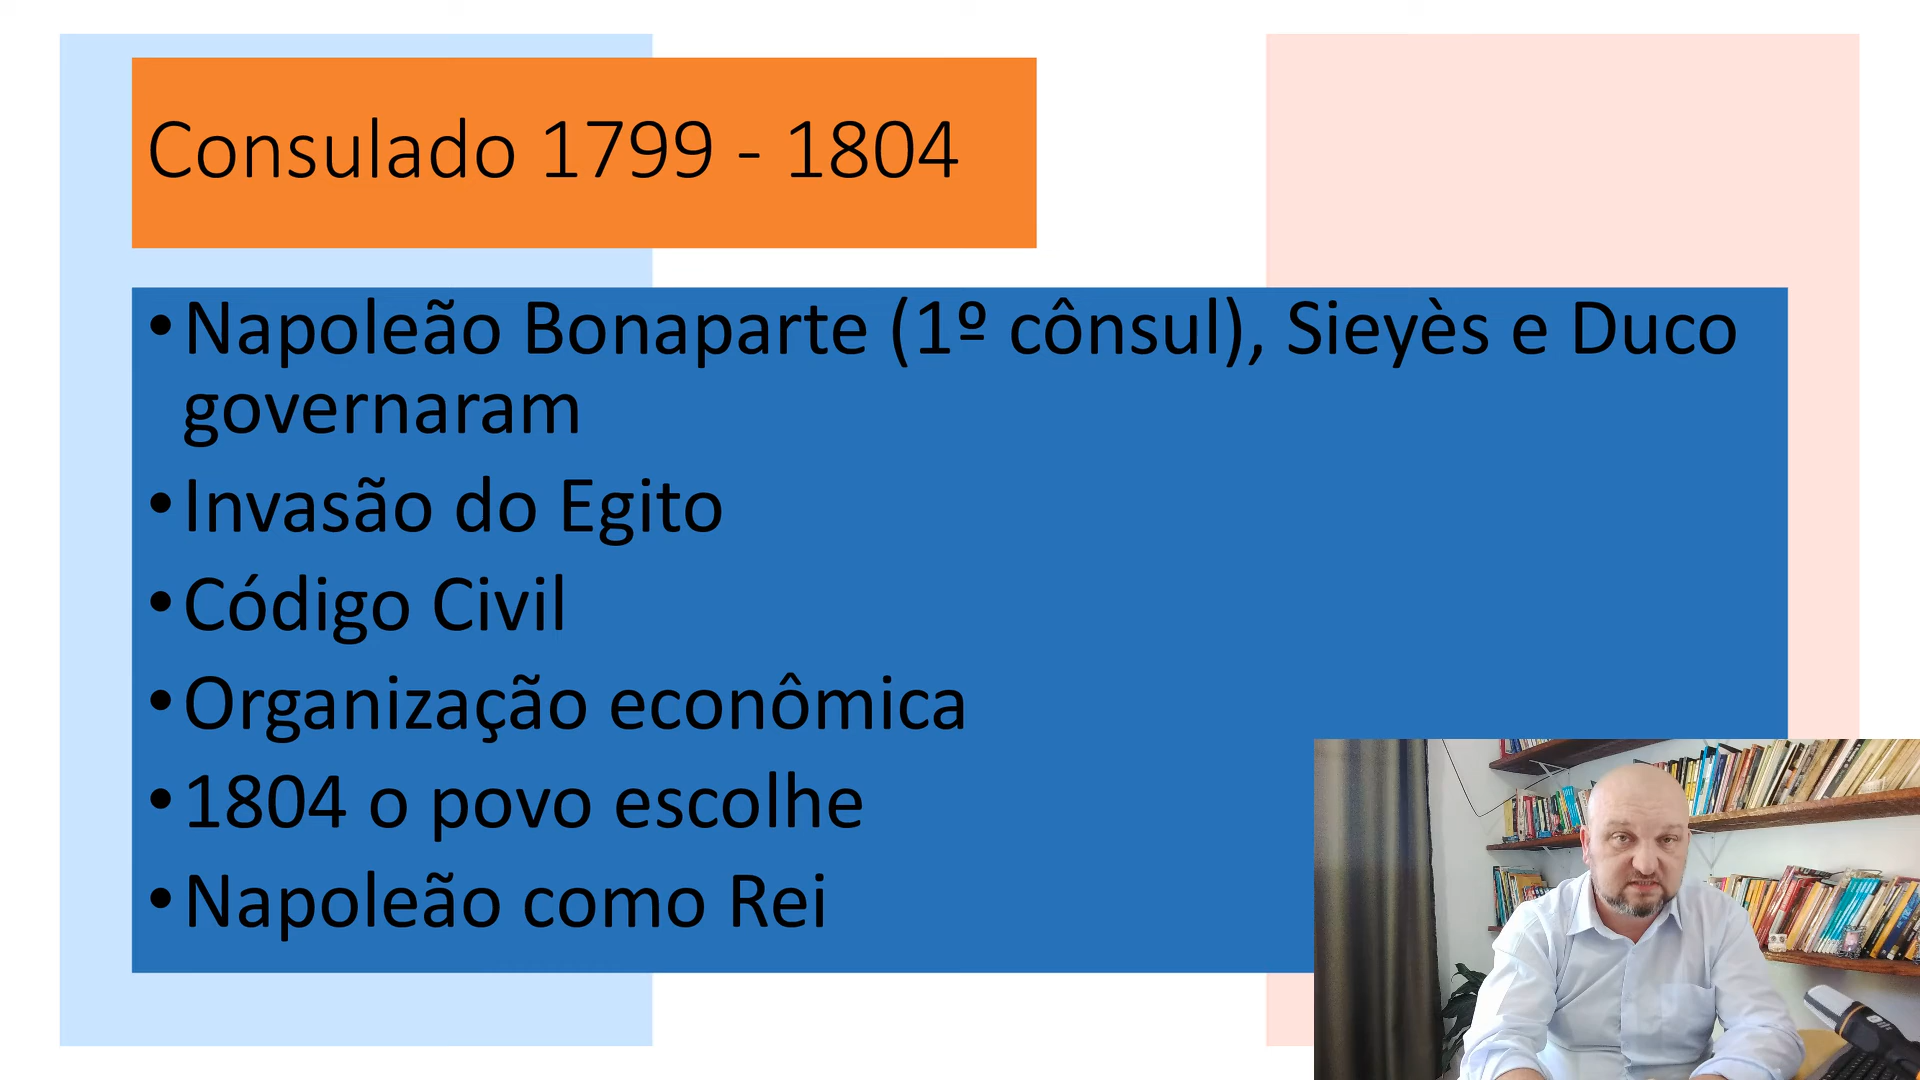 Consulado 1799 - 1804
•Napoleão Bonaparte (1º cônsul), Sieyès e Duco
governaram
•Invasão do Egito
•Código Civil
•Organização econômica
•1804 o povo escolhe
•Napoleão como Rei